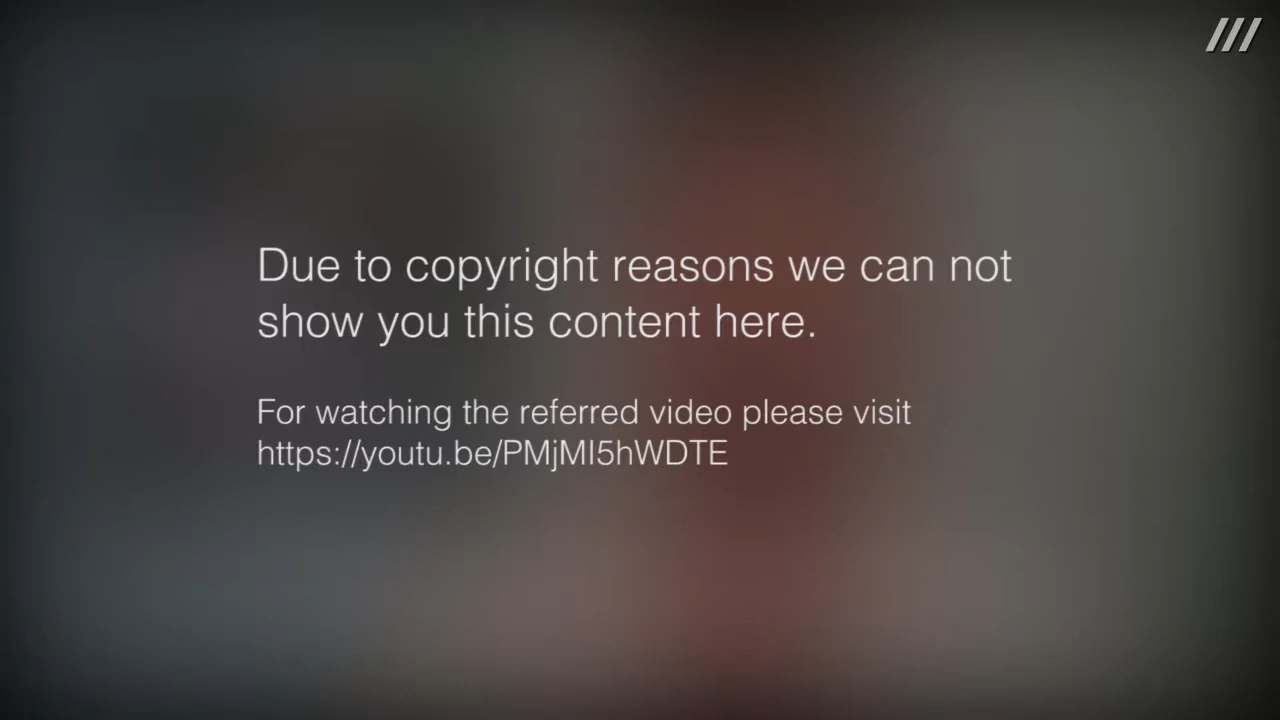 Due to copyright reasons we can not
show you this content here.
For watching the referred video please visit
https://youtu.be/PMjMI5hWDTE